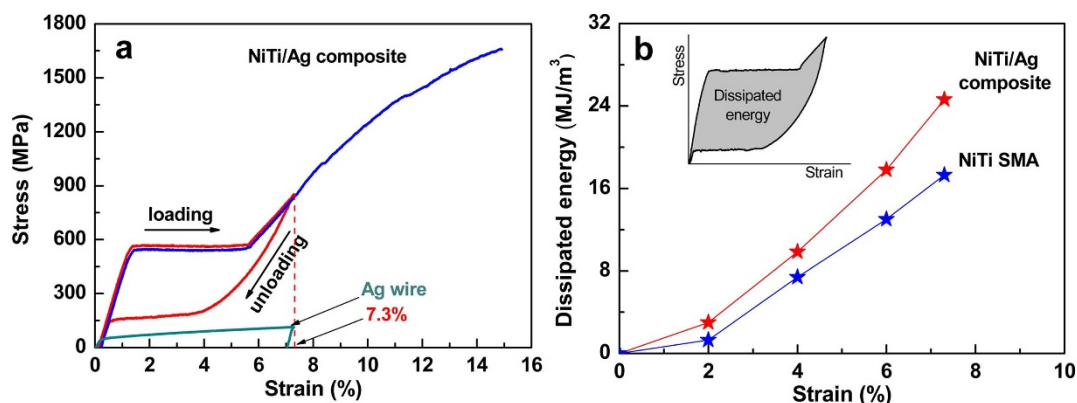 a
NiTi/Ag composite
loading
unloading
Ag wire
7.3%
Stress (MPa)
1800
1500
1200
900
600
300
0
0 2 4 6 8 10 12 14 16
Strain (%)
b
NiTi/Ag
composite
NiTi SMA
Stress
Dissipated
energy
Strain
Dissipated energy (MJ/m³)
32
24
16
8
0
0 2 4 6 8 10
Strain (%)